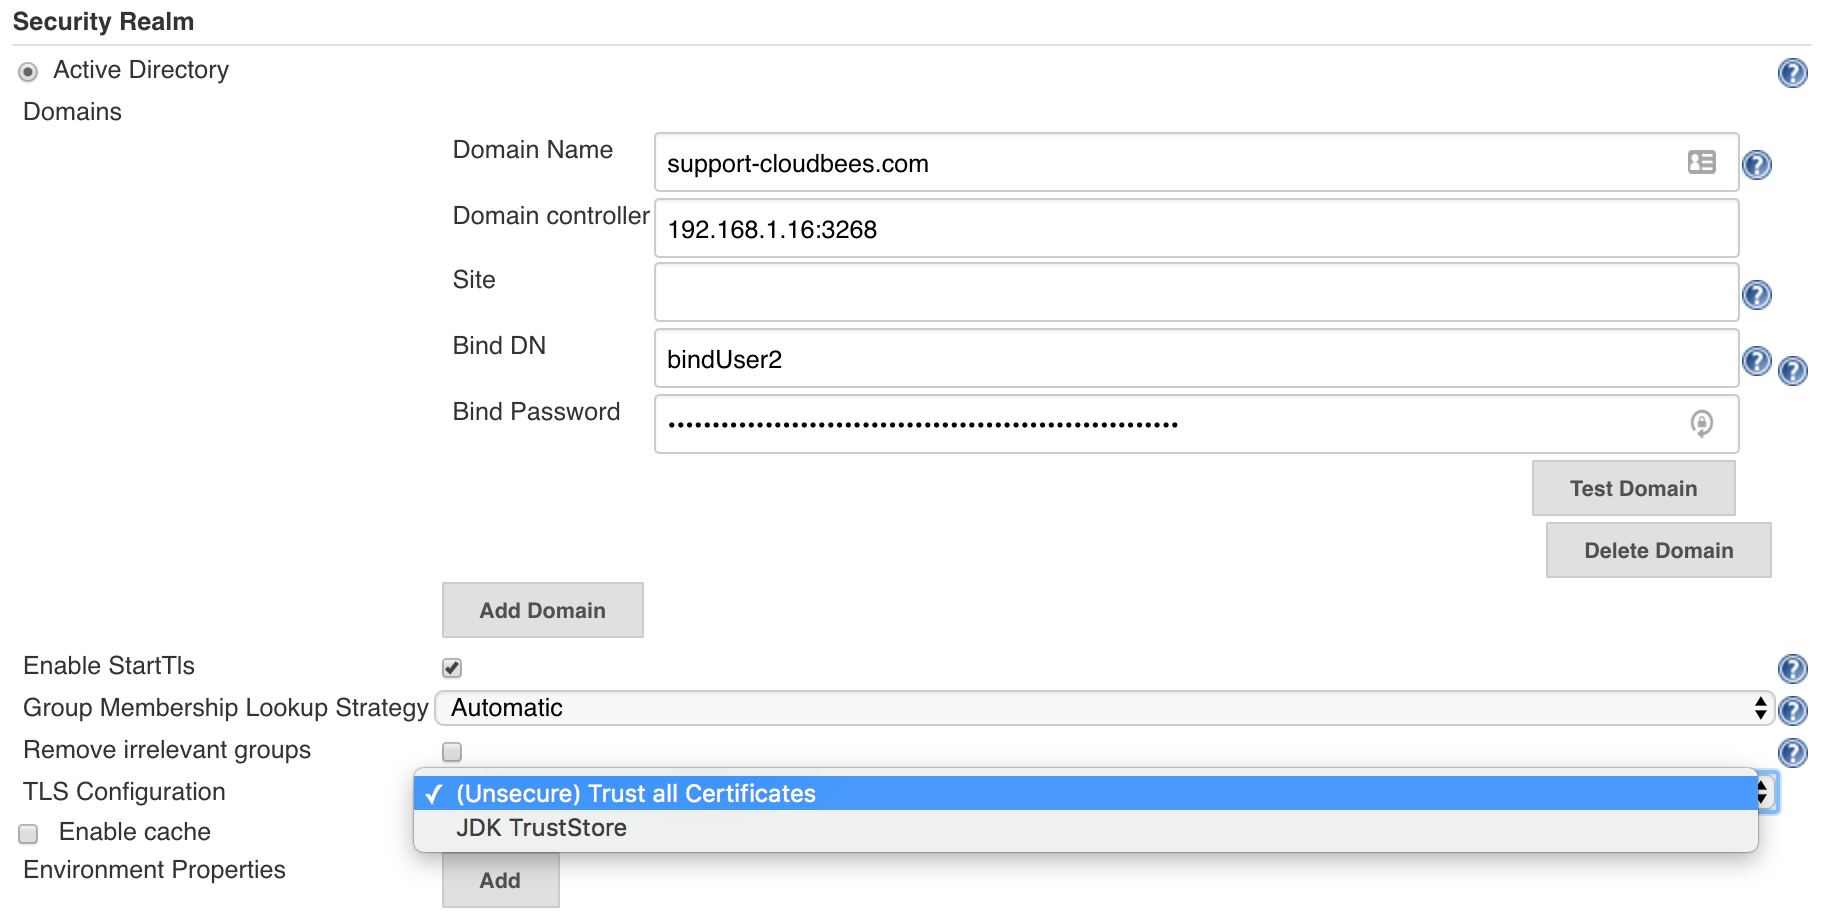 Security Realm
Active Directory
Domains
Domain Name support-cloudbees.com
Domain controller 192.168.1.16:3268
Site
Bind DN bindUser2
Bind Password ••••••••••••••••••••••••••••••••••••••••••••••••••••••••••
Test Domain
Delete Domain
Add Domain
Enable StartTls
Group Membership Lookup Strategy Automatic
Remove irrelevant groups
TLS Configuration ✓ (Unsecure) Trust all Certificates
JDK TrustStore
Enable cache
Environment Properties Add